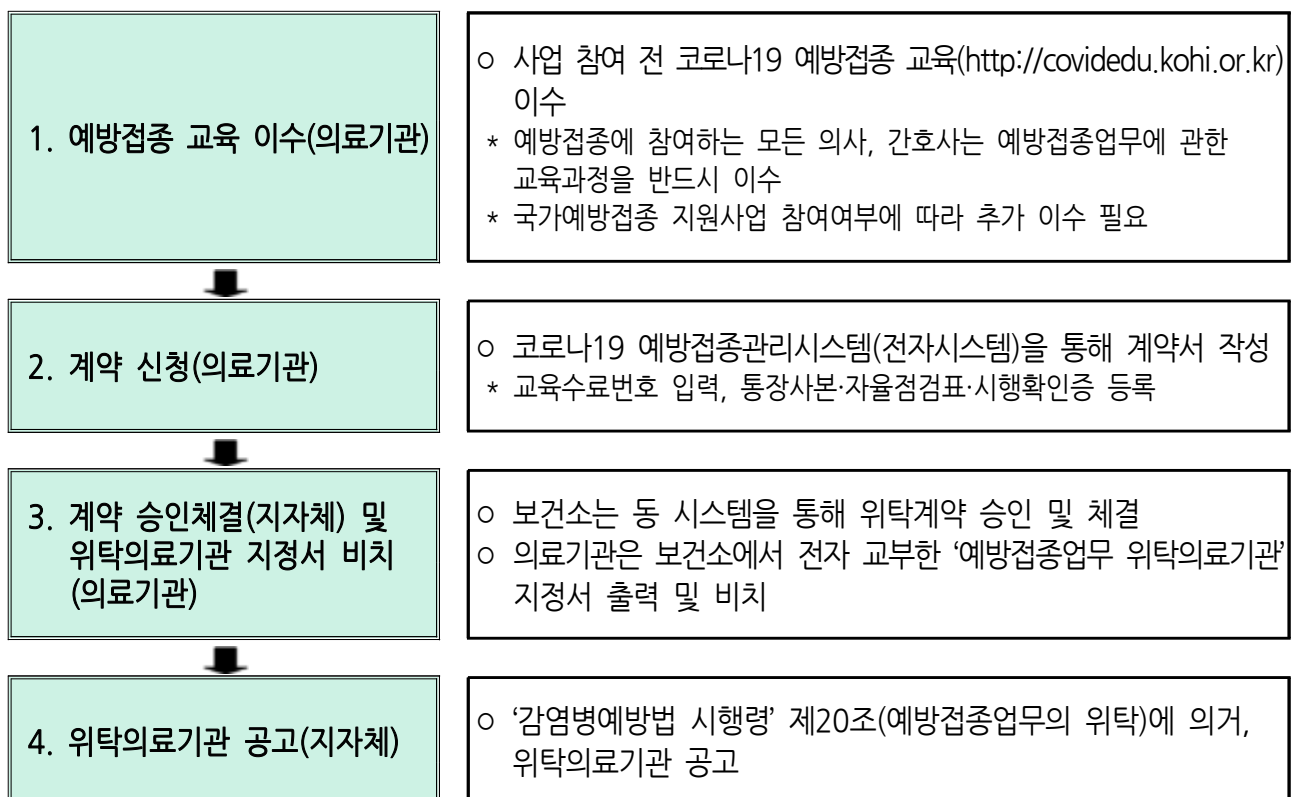 1. 예방접종 교육 이수(의료기관)
○ 사업 참여 전 코로나19 예방접종 교육(http://covidedu.kohi.or.kr)
이수
* 예방접종에 참여하는 모든 의사, 간호사는 예방접종업무에 관한
교육과정을 반드시 이수
* 국가예방접종 지원사업 참여여부에 따라 추가 이수 필요
2. 계약 신청(의료기관)
○ 코로나19 예방접종관리시스템(전자시스템)을 통해 계약서 작성
* 교육수료번호 입력, 통장사본·자율점검표·시행확인증 등록
3. 계약 승인체결(지자체) 및
위탁의료기관 지정서 비치
(의료기관)
○ 보건소는 동 시스템을 통해 위탁계약 승인 및 체결
○ 의료기관은 보건소에서 전자 교부한 ‘예방접종업무 위탁의료기관’
지정서 출력 및 비치
4. 위탁의료기관 공고(지자체)
○ ‘감염병예방법 시행령’ 제20조(예방접종업무의 위탁)에 의거,
위탁의료기관 공고